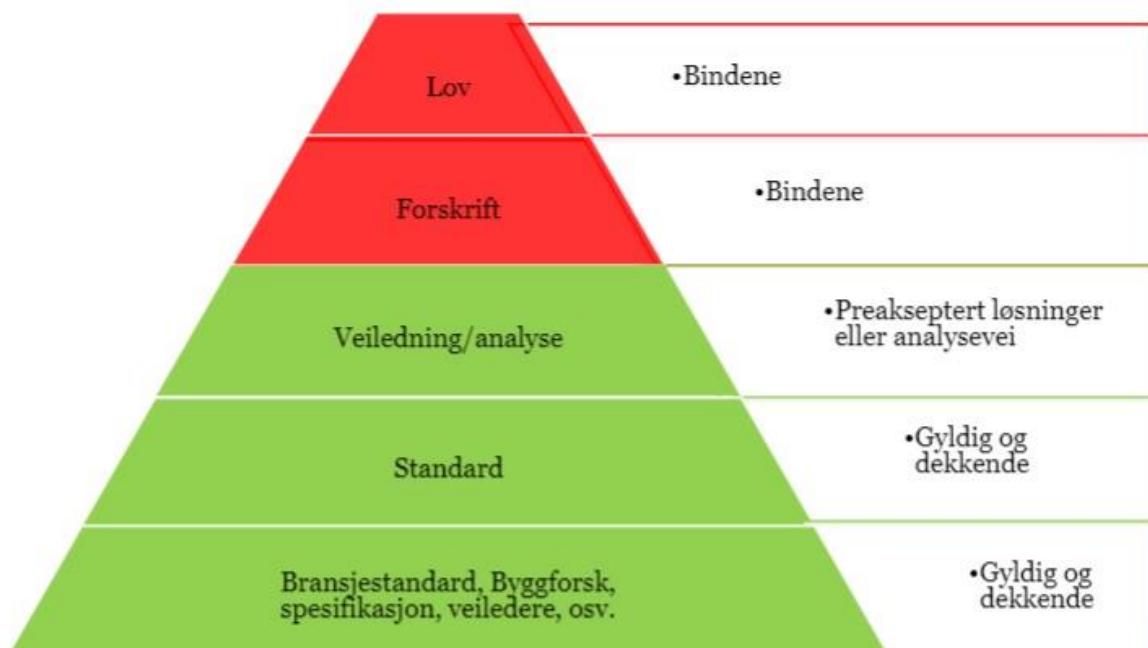 Lov
•Bindene
Forskrift
•Bindene
Veiledning/analyse
•Preakseptert løsninger
eller analysevei
Standard
•Gyldig og
dekkende
Bransjestandard, Byggforsk,
spesifikasjon, veiledere, osv.
•Gyldig og
dekkende